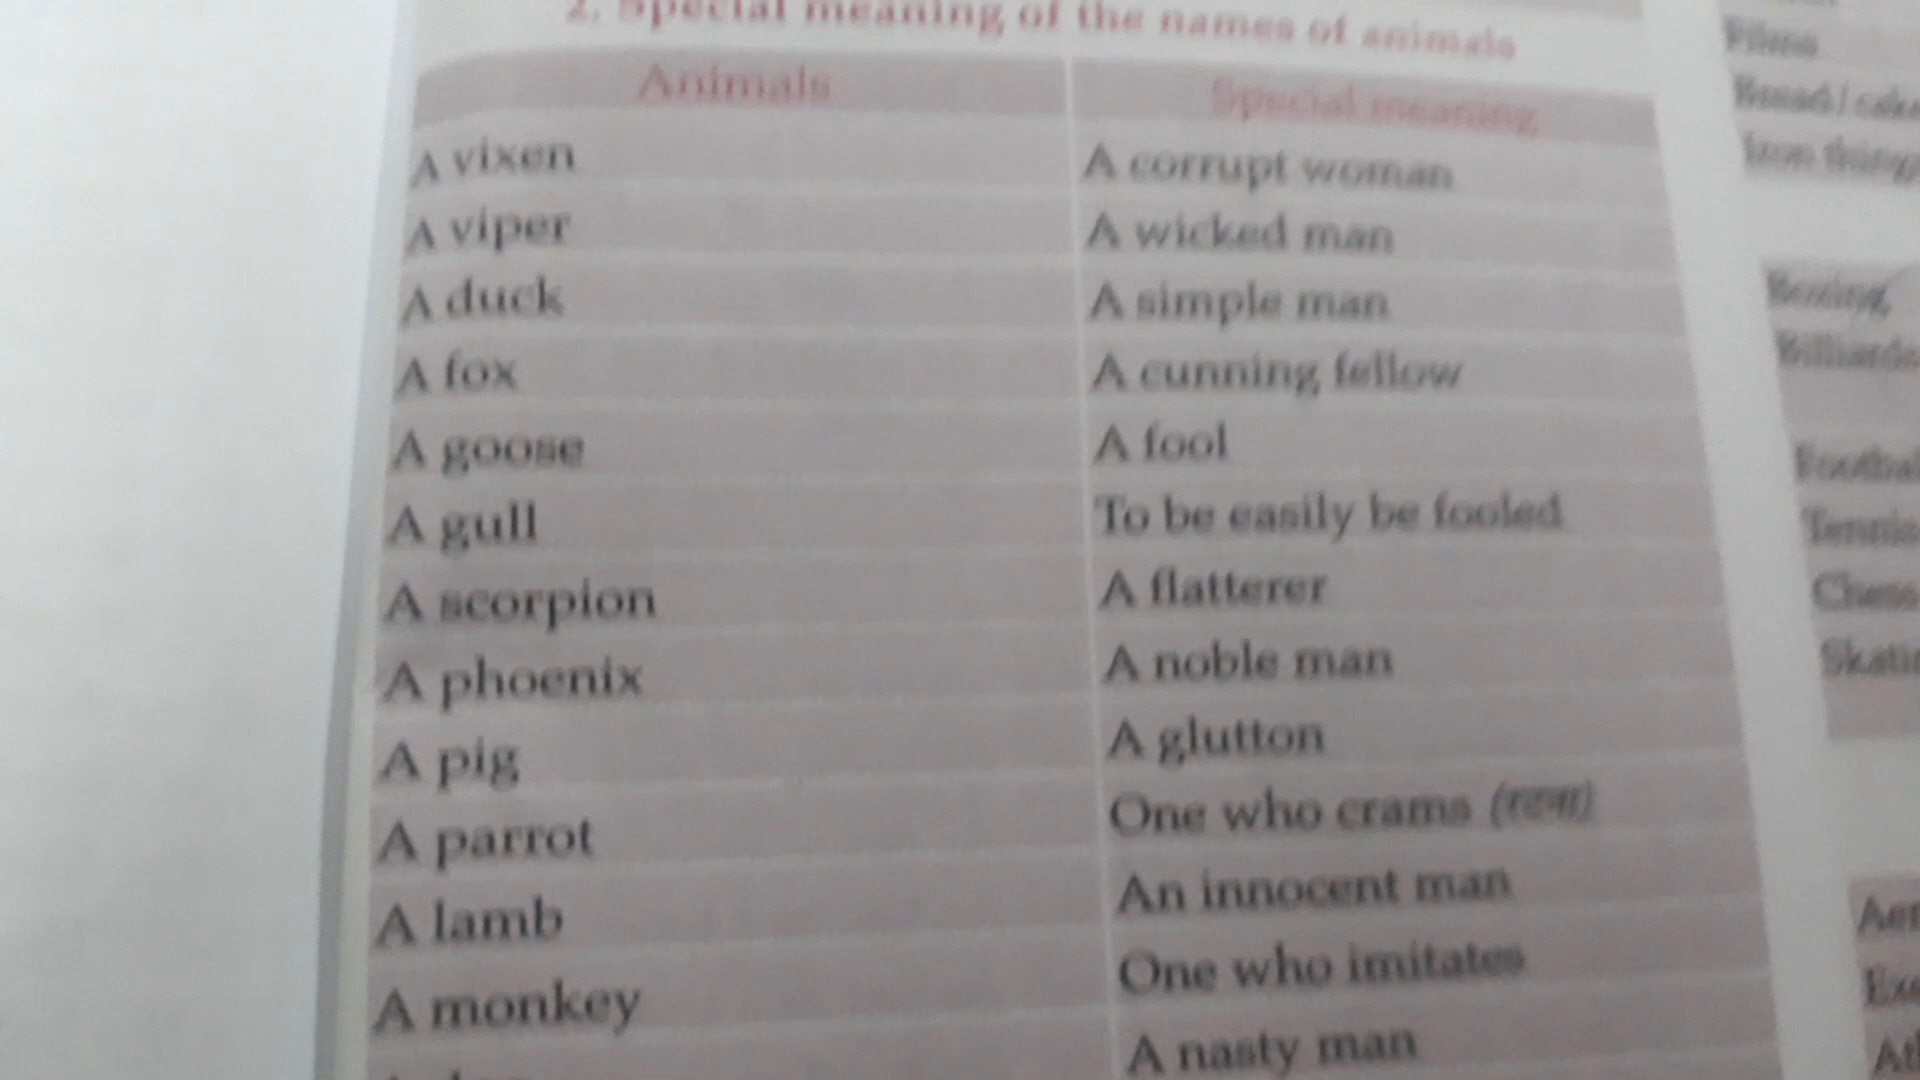 2. Special meaning of the names of animals
Animals Special meaning
A vixen A corrupt woman
A viper A wicked man
A duck A simple man
A fox A cunning fellow
A goose A fool
A gull To be easily be fooled
A scorpion A flatterer
A phoenix A noble man
A pig A glutton
A parrot One who crams
A lamb An innocent man
A monkey One who imitates
A nasty man
Films
Iron
Football
Tennis
Chess